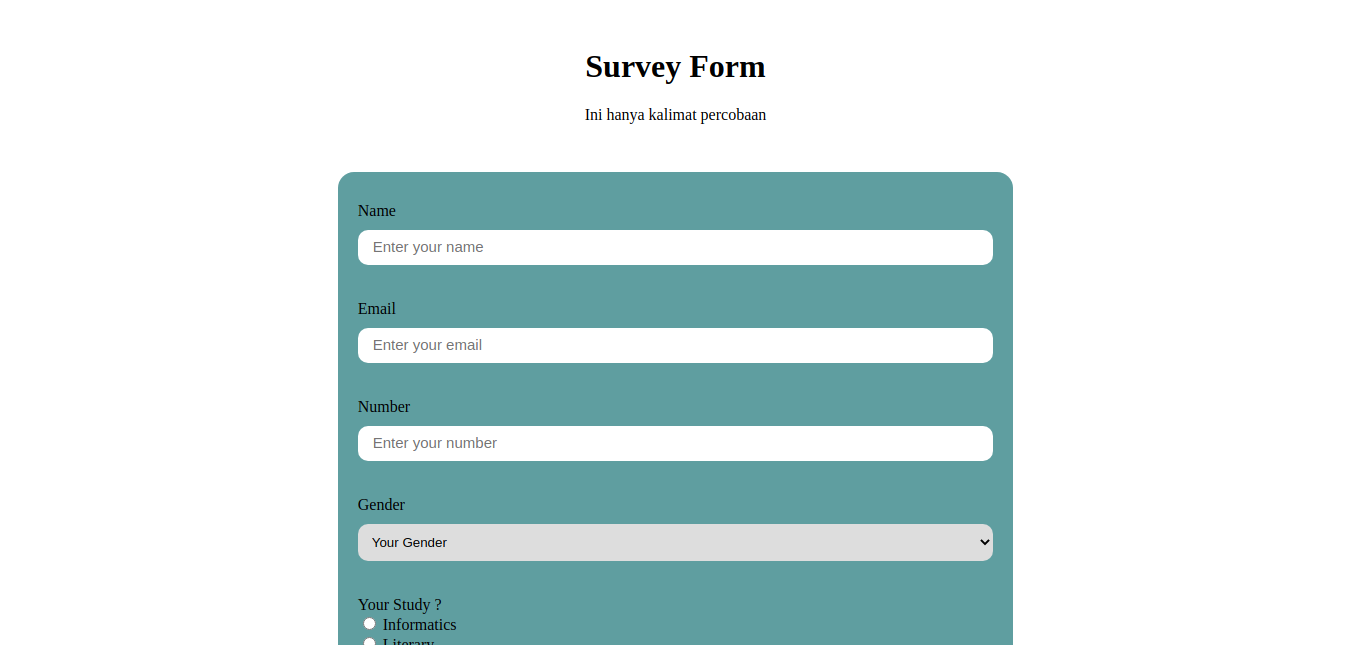 Survey Form
Ini hanya kalimat percobaan
Name
Enter your name
Email
Enter your email
Number
Enter your number
Gender
Your Gender
Your Study ?
Informatics
Literary